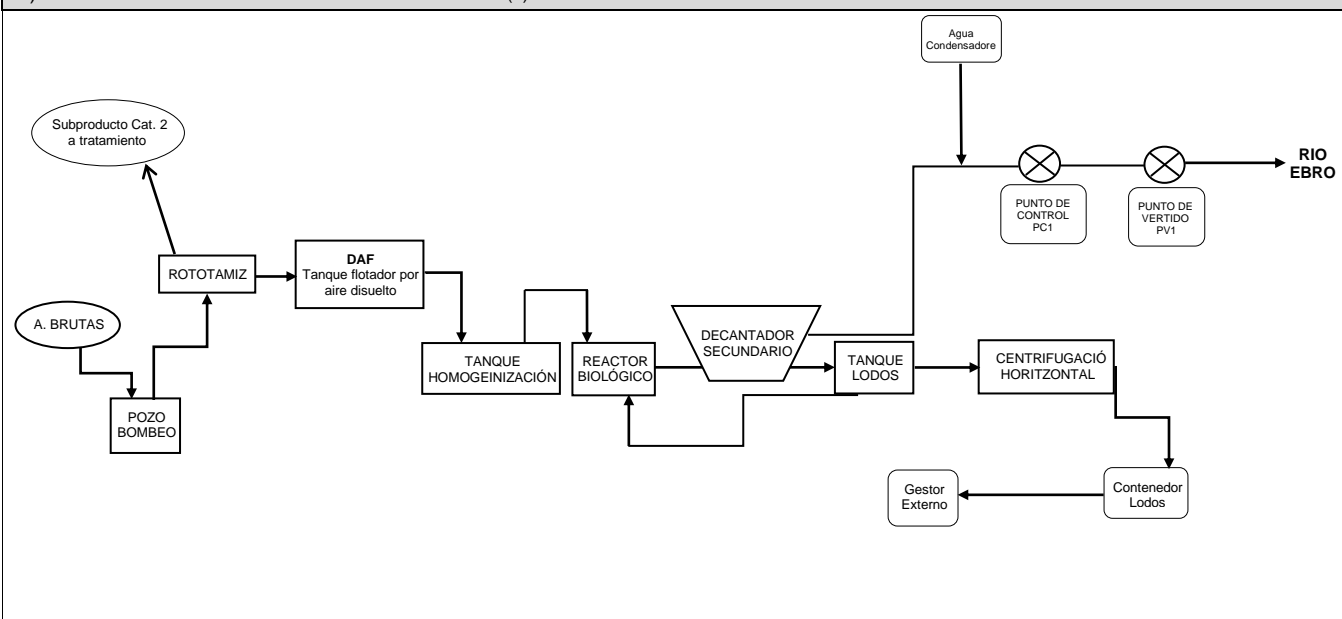 Agua
Condensadore
Subproducto Cat. 2
a tratamiento
RIO
EBRO
PUNTO DE
CONTROL
PC1
PUNTO DE
VERTIDO
PV1
DAF
Tanque flotador por
aire disuelto
ROTOTAMIZ
A. BRUTAS
DECANTADOR
SECUNDARIO
TANQUE
HOMOGEINIZACIÓN
REACTOR
BIOLÓGICO
TANQUE
LODOS
CENTRIFUGACIÓ
HORITZONTAL
POZO
BOMBEO
Gestor
Externo
Contenedor
Lodos